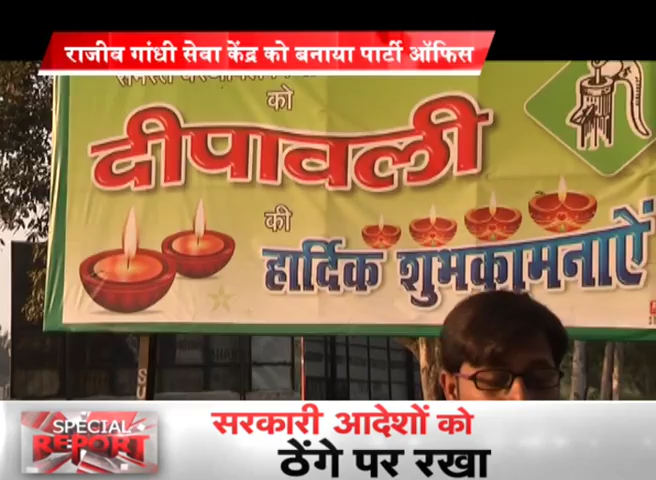 राजीव गांधी सेवा केंद्र को बनाया पार्टी ऑफिस
को
दीपावली
की
हार्दिक शुभकामनाऐं
SPECIAL
REPORT
सरकारी आदेशों को
ठेंगे पर रखा